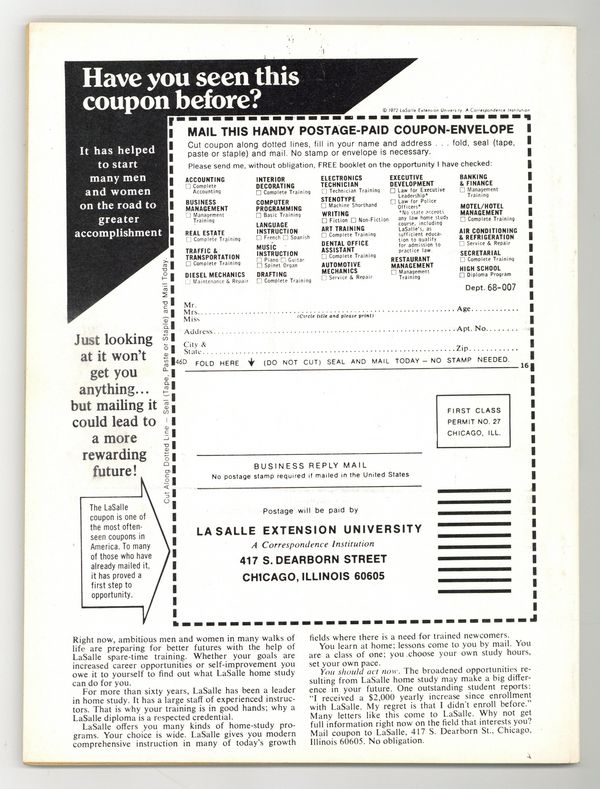 Have you seen this
coupon before?
© 1972 LaSalle Extension University, A Correspondence Institution
It has helped
to start
many men
and women
on the road to
greater
accomplishment
MAIL THIS HANDY POSTAGE-PAID COUPON-ENVELOPE
Cut coupon along dotted lines, fill in your name and address . . . fold, seal (tape,
paste or staple) and mail. No stamp or envelope is necessary.
Please send me, without obligation, FREE booklet on the opportunity I have checked:
ACCOUNTING
☐ Complete
Accounting
BUSINESS
MANAGEMENT
☐ Management
Training
REAL ESTATE
☐ Complete Training
TRAFFIC &
TRANSPORTATION
☐ Complete Training
DIESEL MECHANICS
☐ Maintenance & Repair
INTERIOR
DECORATING
☐ Complete Training
COMPUTER
PROGRAMMING
☐ Basic Training
LANGUAGE
INSTRUCTION
☐ French ☐ Spanish
MUSIC
INSTRUCTION
☐ Piano ☐ Guitar
☐ Spinet Organ
DRAFTING
☐ Complete Training
ELECTRONICS
TECHNICIAN
☐ Technician Training
STENOTYPE
☐ Machine Shorthand
WRITING
☐ Fiction ☐ Non-Fiction
ART TRAINING
☐ Complete Training
DENTAL OFFICE
ASSISTANT
☐ Complete Training
AUTOMOTIVE
MECHANICS
☐ Service & Repair
EXECUTIVE
DEVELOPMENT
☐ Law for Executive
Leadership*
☐ Law for Police
Officers*
*No state accepts
any law home study
course, including
LaSalle's, as
sufficient educa-
tion to qualify
for admission to
practice law.
RESTAURANT
MANAGEMENT
☐ Management
Training
BANKING
& FINANCE
☐ Management
Training
MOTEL/HOTEL
MANAGEMENT
☐ Complete Training
AIR CONDITIONING
& REFRIGERATION
☐ Service & Repair
SECRETARIAL
☐ Complete Training
HIGH SCHOOL
☐ Diploma Program
Dept. 68-007
Mr.
Mrs. Age
Miss (Circle title and please print)
Address Apt. No.
City &
State Zip
46D FOLD HERE (DO NOT CUT) SEAL AND MAIL TODAY — NO STAMP NEEDED. 16
Cut Along Dotted Line — Seal (Tape, Paste or Staple) and Mail Today.
Just looking
at it won't
get you
anything...
but mailing it
could lead to
a more
rewarding
future!
The LaSalle
coupon is one of
the most often-
seen coupons in
America. To many
of those who have
already mailed it,
it has proved a
first step to
opportunity.
FIRST CLASS
PERMIT NO. 27
CHICAGO, ILL.
BUSINESS REPLY MAIL
No postage stamp required if mailed in the United States
Postage will be paid by
LA SALLE EXTENSION UNIVERSITY
A Correspondence Institution
417 S. DEARBORN STREET
CHICAGO, ILLINOIS 60605
Right now, ambitious men and women in many walks of
life are preparing for better futures with the help of
LaSalle spare-time training. Whether your goals are
increased career opportunities or self-improvement you
owe it to yourself to find out what LaSalle home study
can do for you.
For more than sixty years, LaSalle has been a leader
in home study. It has a large staff of experienced instruc-
tors. That is why your training is in good hands; why a
LaSalle diploma is a respected credential.
LaSalle offers you many kinds of home-study pro-
grams. Your choice is wide. LaSalle gives you modern
comprehensive instruction in many of today's growth
fields where there is a need for trained newcomers.
You learn at home; lessons come to you by mail. You
are a class of one; you choose your own study hours,
set your own pace.
You should act now. The broadened opportunities re-
sulting from LaSalle home study may make a big differ-
ence in your future. One outstanding student reports:
"I received a $2,000 yearly increase since enrollment
with LaSalle. My regret is that I didn't enroll before."
Many letters like this come to LaSalle. Why not get
full information right now on the field that interests you?
Mail coupon to LaSalle, 417 S. Dearborn St., Chicago,
Illinois 60605. No obligation.